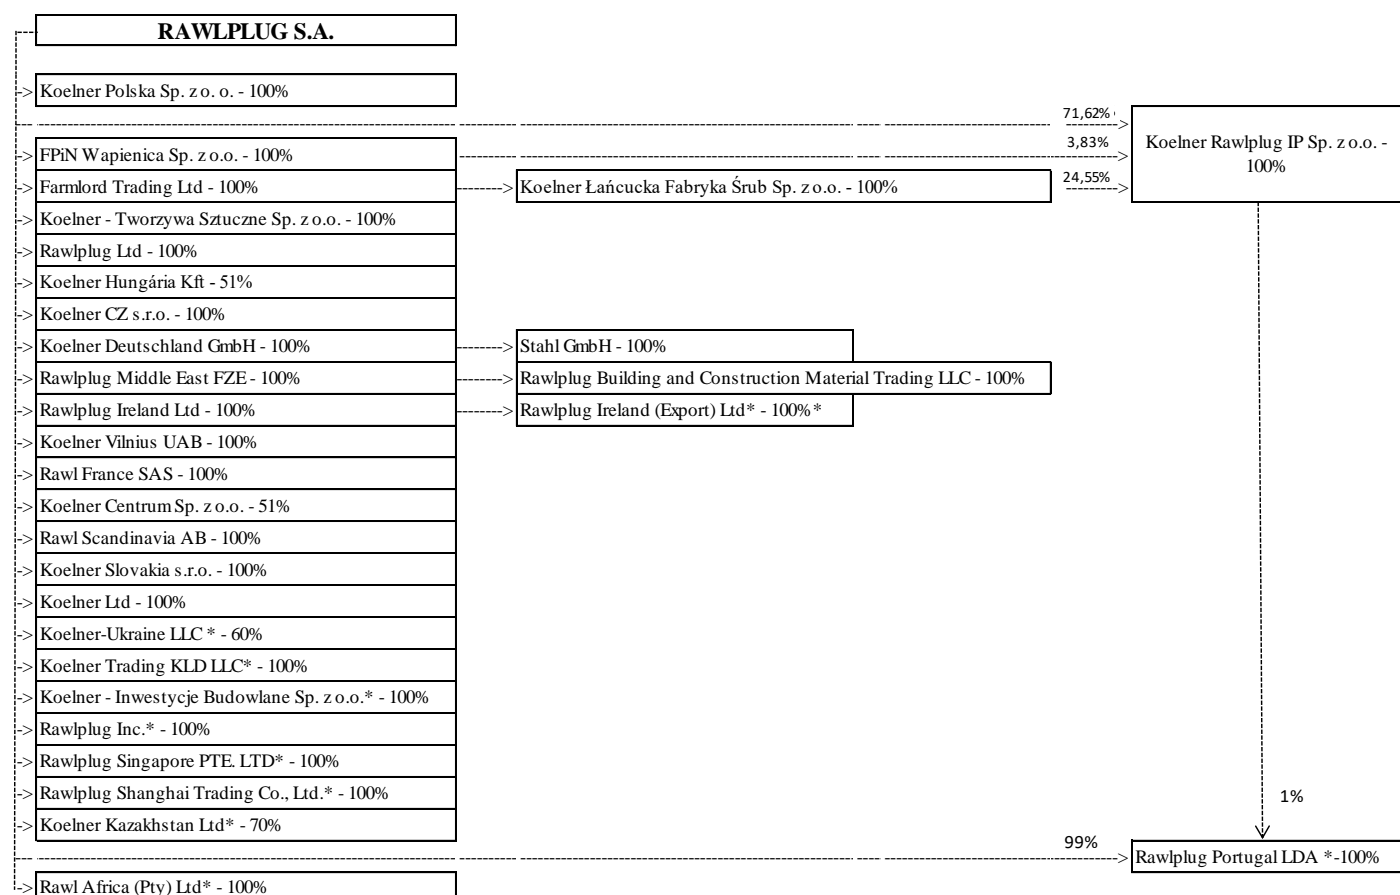 RAWLPLUG S.A.
Koelner Polska Sp. z o. o. - 100%
71,62%
Koelner Rawlplug IP Sp. z o.o. -
100%
3,83%
FPiN Wapienica Sp. z o.o. - 100%
24,55%
Farmlord Trading Ltd - 100%
Koelner Łańcucka Fabryka Śrub Sp. z o.o. - 100%
Koelner - Tworzywa Sztuczne Sp. z o.o. - 100%
Rawlplug Ltd - 100%
Koelner Hungária Kft - 51%
Koelner CZ s.r.o. - 100%
Koelner Deutschland GmbH - 100%
Stahl GmbH - 100%
Rawlplug Middle East FZE - 100%
Rawlplug Building and Construction Material Trading LLC - 100%
Rawlplug Ireland Ltd - 100%
Rawlplug Ireland (Export) Ltd* - 100%*
Koelner Vilnius UAB - 100%
Rawl France SAS - 100%
Koelner Centrum Sp. z o.o. - 51%
Rawl Scandinavia AB - 100%
Koelner Slovakia s.r.o. - 100%
Koelner Ltd - 100%
Koelner-Ukraine LLC * - 60%
Koelner Trading KLD LLC* - 100%
Koelner - Inwestycje Budowlane Sp. z o.o.* - 100%
Rawlplug Inc.* - 100%
Rawlplug Singapore PTE. LTD* - 100%
Rawlplug Shanghai Trading Co., Ltd.* - 100%
1%
Koelner Kazakhstan Ltd* - 70%
99%
Rawlplug Portugal LDA *-100%
Rawl Africa (Pty) Ltd* - 100%